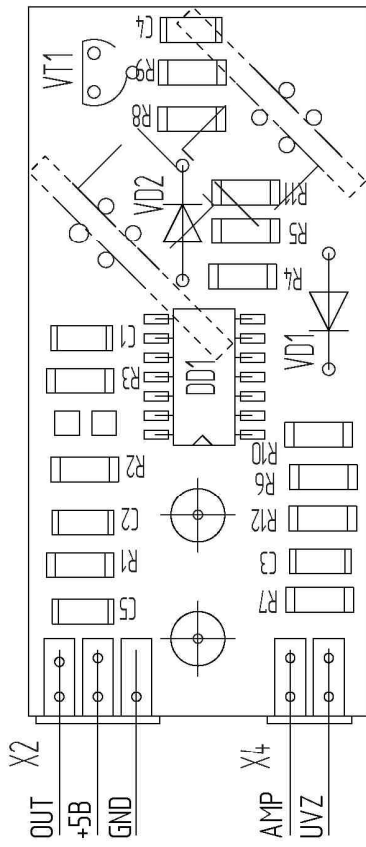 C4
VT1
R9
R8
VD2
R11
R5
R4
C1
VD1
R3
DD1
R10
R2
R6
C2
R12
R1
C3
C5
R7
X2
X4
OUT
+5B
GND
AMP
UVZ